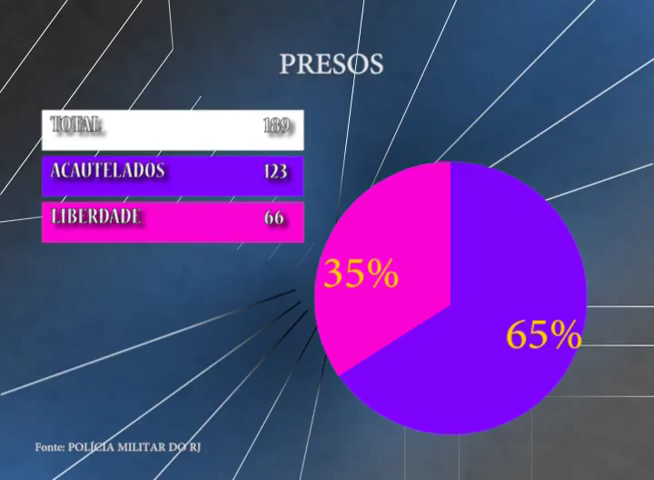 PRESOS
TOTAL 189
ACAUTELADOS 123
LIBERDADE 66
35%
65%
Fonte: POLÍCIA MILITAR DO RJ